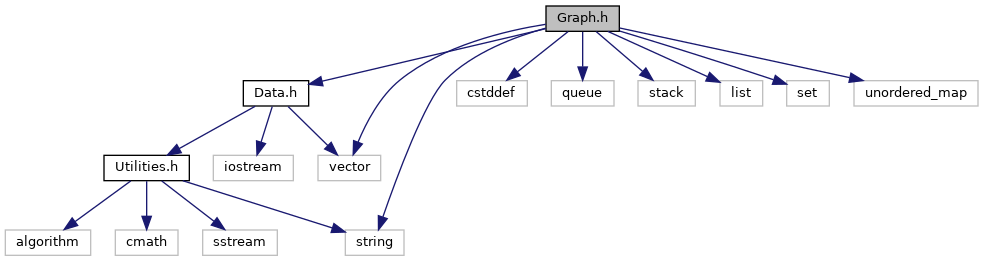 Graph.h
Data.h
cstddef
queue
stack
list
set
unordered_map
Utilities.h
iostream
vector
algorithm
cmath
sstream
string